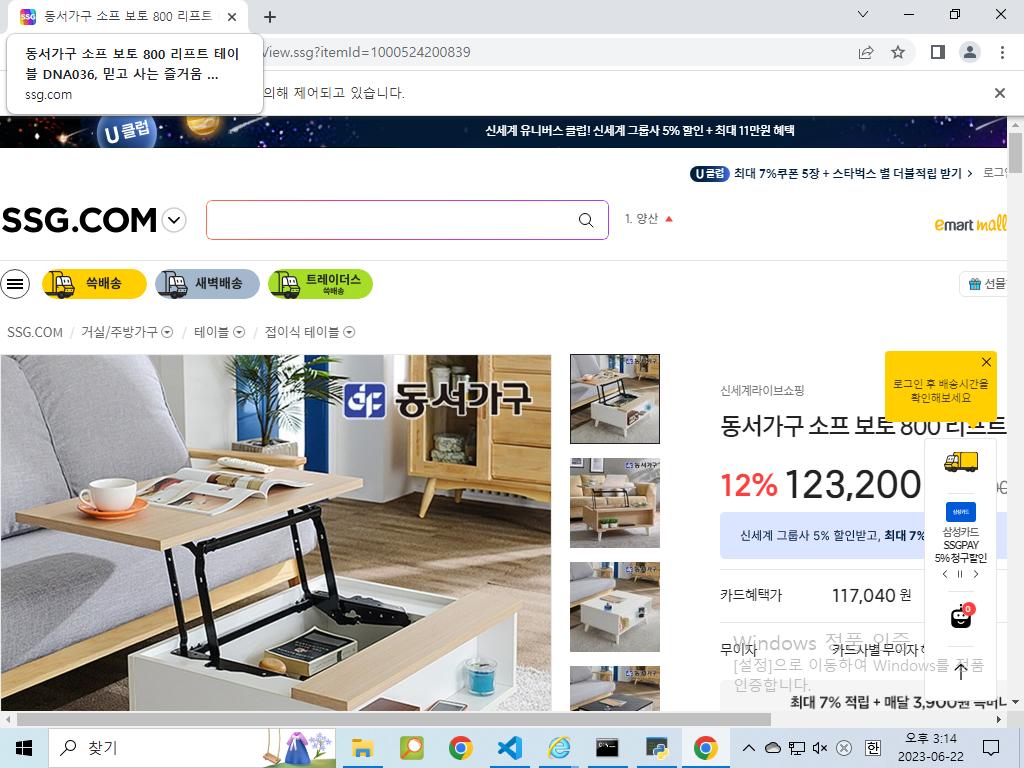 동서가구 소프 보토 800 리프트
동서가구 소프 보토 800 리프트 테이
블 DNA036, 믿고 사는 즐거움 ...
ssg.com
View.ssg?itemId=1000524200839
의해 제어되고 있습니다.
U 클럽
신세계 유니버스 클럽! 신세계 그룹사 5% 할인 + 최대 11만원 혜택
U 클럽 최대 7%쿠폰 5장 + 스타벅스 별 더블적립 받기 >
SSG.COM
1. 양산
emart mall
쓱배송
새벽배송
트레이더스
쓱배송
선물
SSG.COM / 거실/주방가구 / 테이블 / 접이식 테이블
동서가구
동서가구
신세계라이브쇼핑
동서가구 소프 보토 800 리프트
12% 123,200
신세계 그룹사 5% 할인받고, 최대 7%
카드혜택가 117,040 원
무이자 카드사별 무이자
최대 7% 적립 + 매달 3,900원
로그인 후 배송시간을
확인해보세요
삼성카드
삼성카드
SSGPAY
5% 청구할인
0
Windows 정품 인증
[설정]으로 이동하여 Windows를 정품
인증합니다.
찾기
한
오후 3:14
2023-06-22